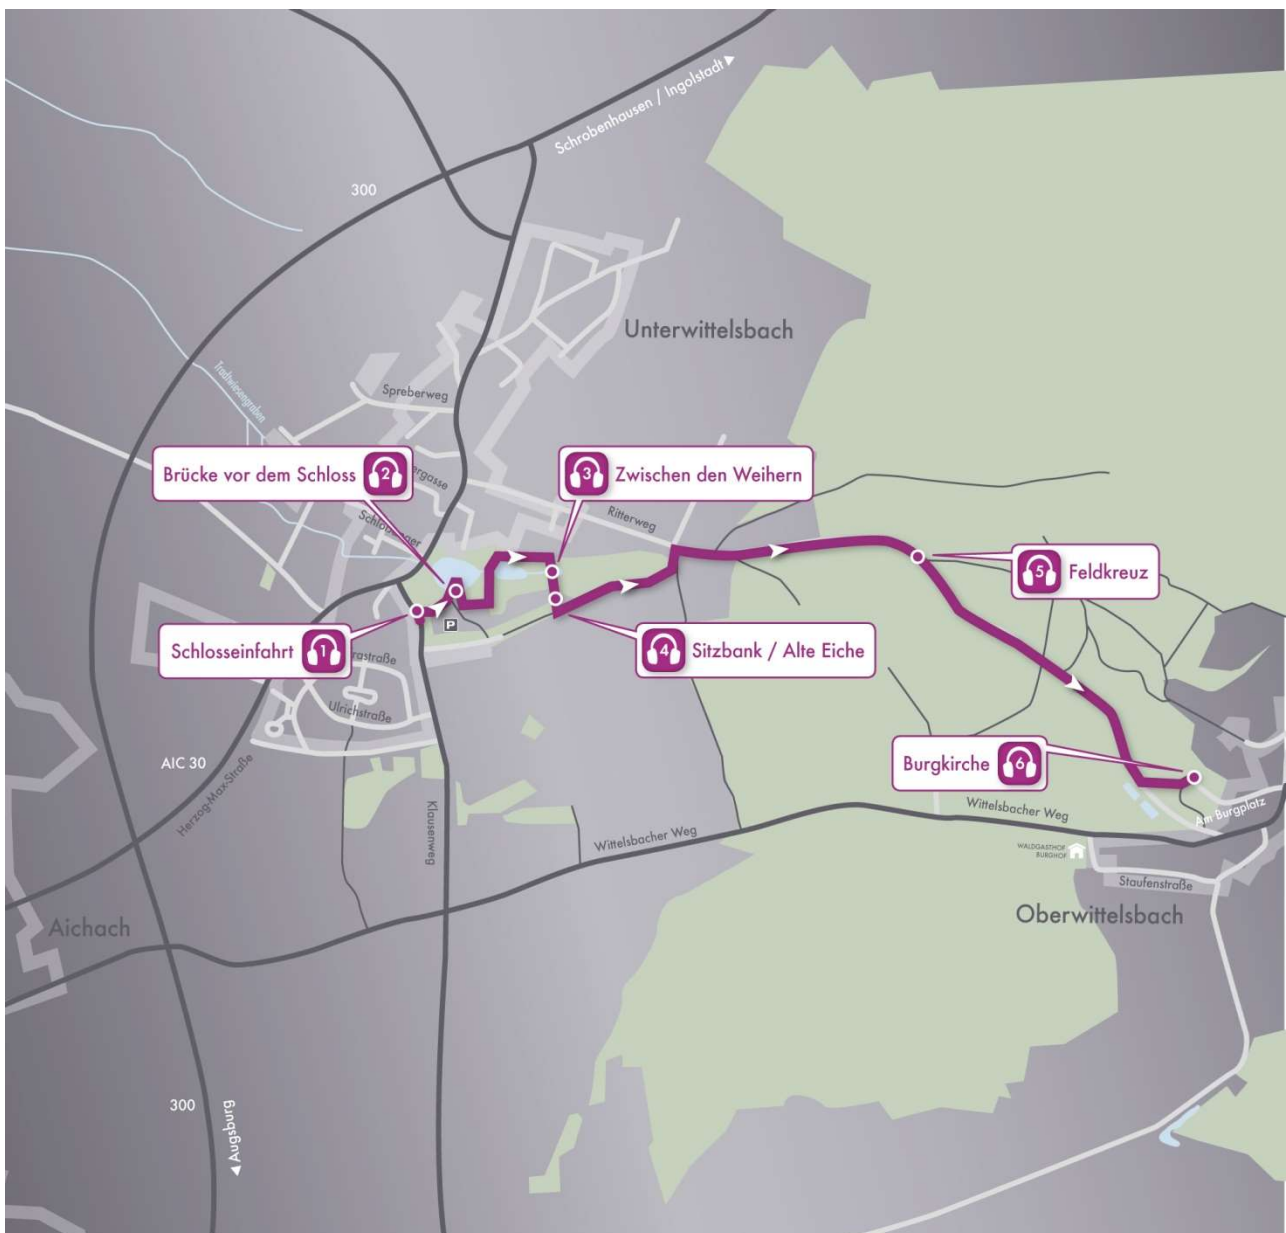 Schrobenhausen / Ingolstadt
300
Unterwittelsbach
Tradtwiesengraben
Spreberweg
Brücke vor dem Schloss 2
3 Zwischen den Weihern
Ritterweg
5 Feldkreuz
P
Schlosseinfahrt 1
4 Sitzbank / Alte Eiche
Ulrichstraße
Burgkirche 6
AIC 30
Herzog-Max-Straße
Klausenweg
Wittelsbacher Weg
Am Burgplatz
Wittelsbacher Weg
WALDGASTHOF
BURGHOF
Staufenstraße
Aichach
Oberwittelsbach
300
Augsburg